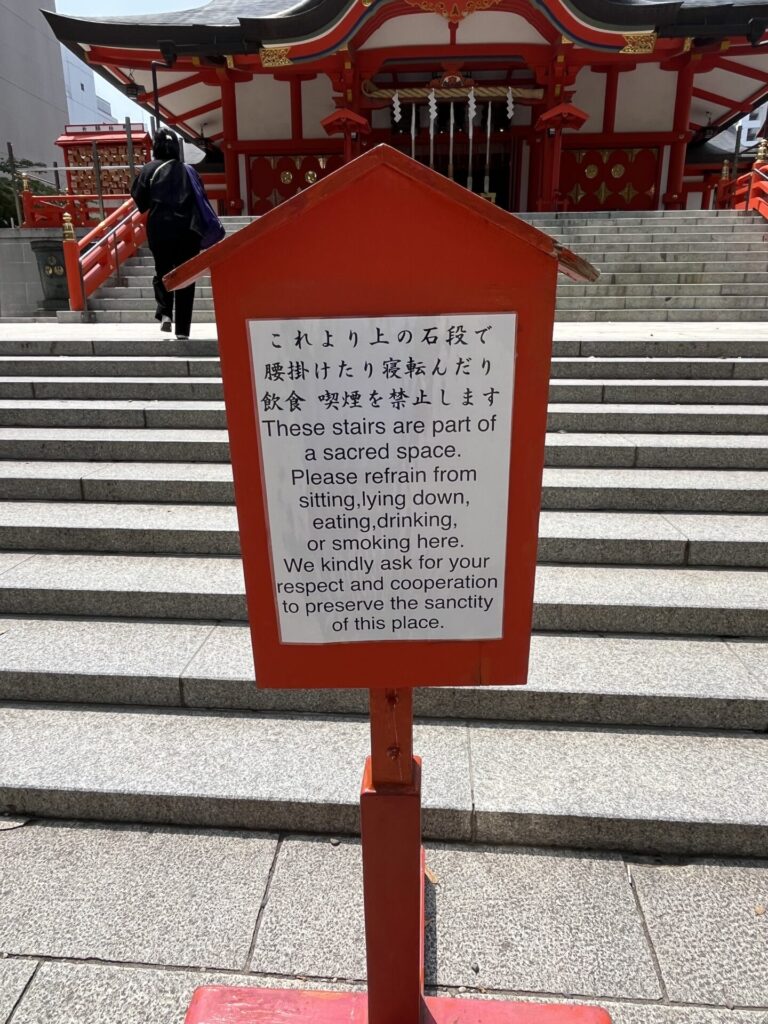 これより上の石段で
腰掛けたり寝転んだり
飲食 喫煙を禁止します
These stairs are part of
a sacred space.
Please refrain from
sitting,lying down,
eating,drinking,
or smoking here.
We kindly ask for your
respect and cooperation
to preserve the sanctity
of this place.